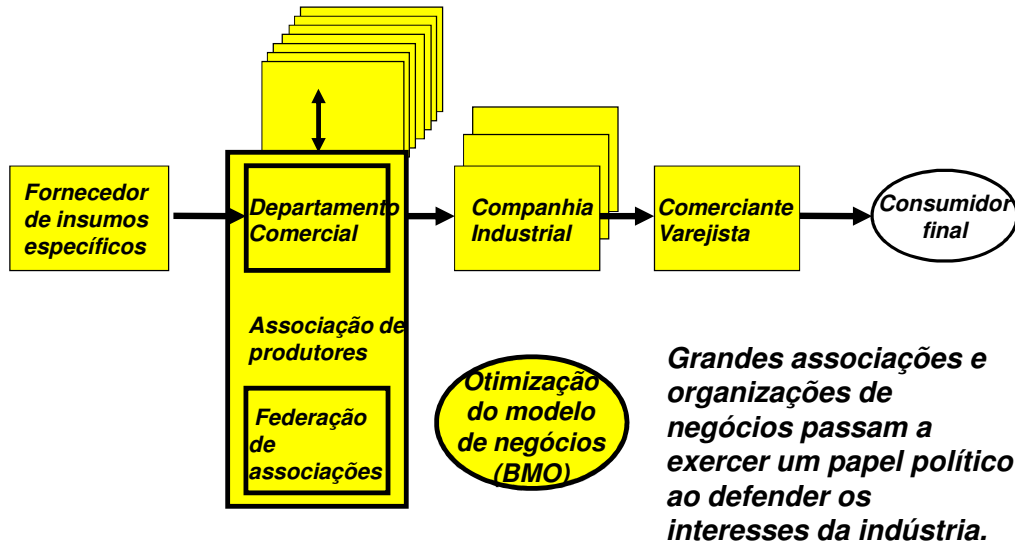 Fornecedor
de insumos
específicos
Departamento
Comercial
Associação de
produtores
Federação
de
associações
Companhia
Industrial
Comerciante
Varejista
Consumidor
final
Otimização
do modelo
de negócios
(BMO)
Grandes associações e
organizações de
negócios passam a
exercer um papel político
ao defender os
interesses da indústria.